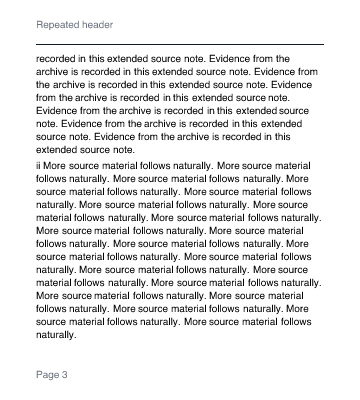 Repeated header
recorded in this extended source note. Evidence from the
archive is recorded in this extended source note. Evidence from
the archive is recorded in this extended source note. Evidence
from the archive is recorded in this extended source note.
Evidence from the archive is recorded in this extended source
note. Evidence from the archive is recorded in this extended
source note. Evidence from the archive is recorded in this
extended source note.
ii More source material follows naturally. More source material
follows naturally. More source material follows naturally. More
source material follows naturally. More source material follows
naturally. More source material follows naturally. More source
material follows naturally. More source material follows naturally.
More source material follows naturally. More source material
follows naturally. More source material follows naturally. More
source material follows naturally. More source material follows
naturally. More source material follows naturally. More source
material follows naturally. More source material follows naturally.
More source material follows naturally. More source material
follows naturally. More source material follows naturally. More
source material follows naturally. More source material follows
naturally.
Page 3